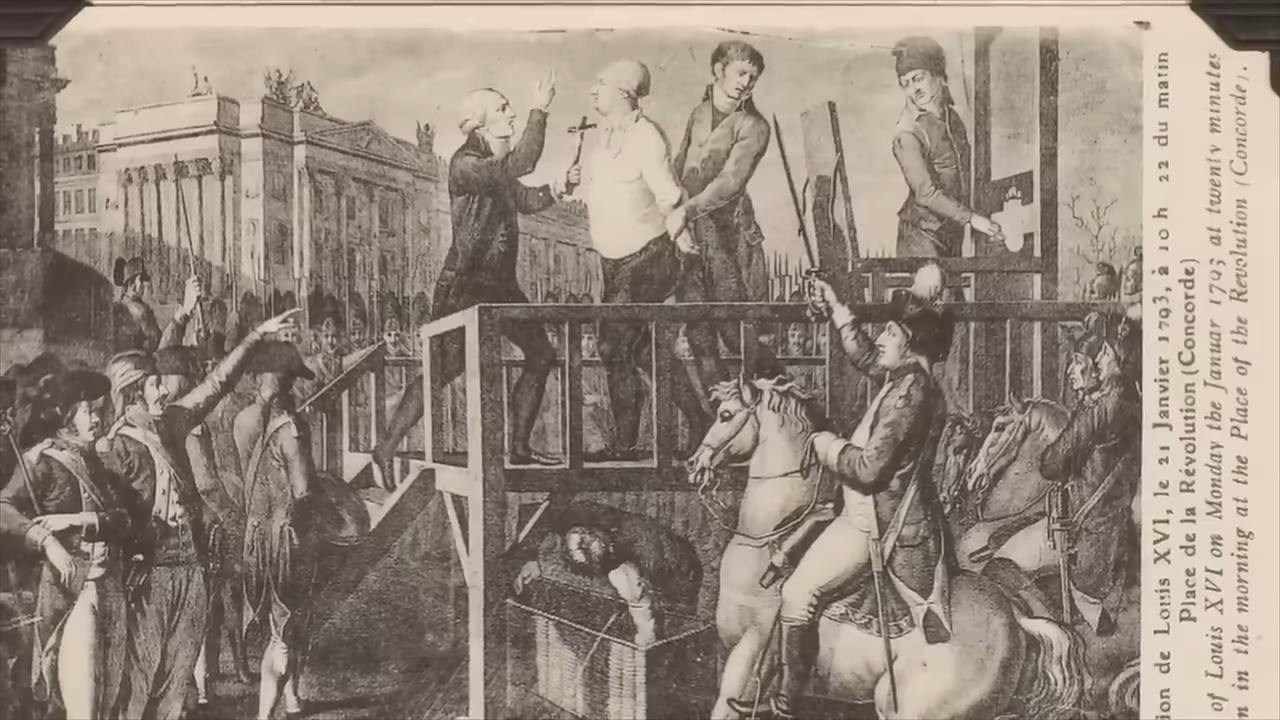 ion de Louis XVI, le 21 Janvier 1793, à 10 h 22 du matin
Place de la Révolution (Concorde)
of Louis XVI on Monday the Januar 1793 at twenty minutes
n in the morning at the Place of the Revolution (Concorde).